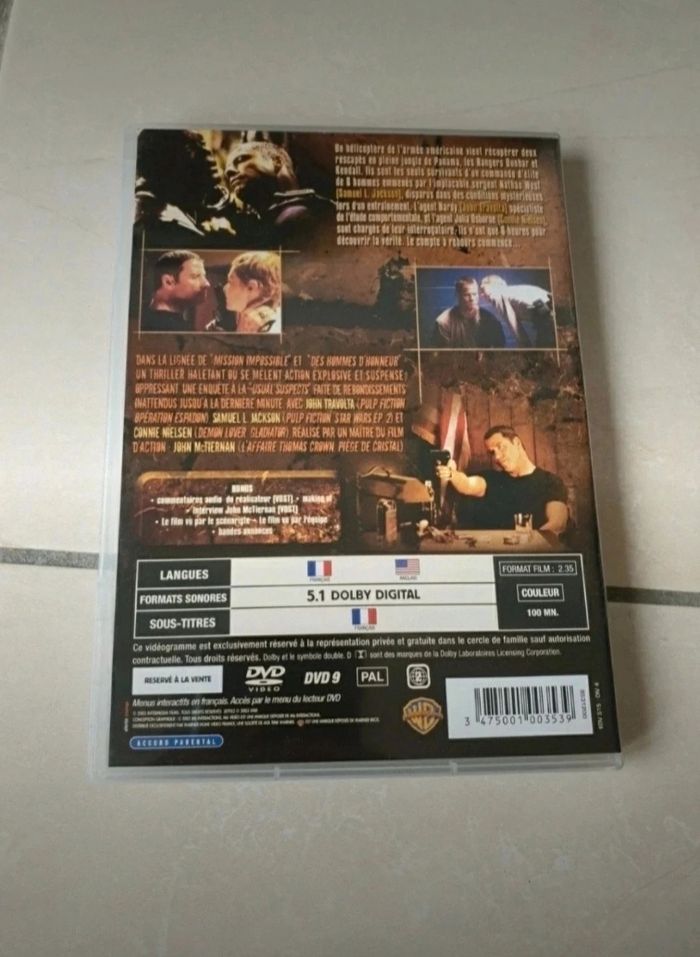 Un hélicoptère de l'armée américaine vient récupérer deux
rescapés en pleine jungle de Panama, les Rangers Dunbar et
Kendall. Ils sont les seuls survivants d'un commando d'élite
de 6 hommes emmenés par l'implacable sergent Nathan West
(Samuel L. Jackson), disparus dans des conditions mystérieuses
lors d'un entraînement. L'agent Hardy (John Travolta), spécialiste
de l'étude comportementale, et l'agent Julia Osborne (Connie Nielsen)
sont chargés de leur interrogatoire. Ils n'ont que 6 heures pour
découvrir la vérité. Le compte à rebours commence...
DANS LA LIGNÉE DE "MISSION IMPOSSIBLE" ET "DES HOMMES D'HONNEUR"
UN THRILLER HALETANT OÙ SE MÊLENT ACTION EXPLOSIVE ET SUSPENSE
OPPRESSANT. UNE ENQUÊTE À LA "USUAL SUSPECTS" FAITE DE REBONDISSEMENTS
INATTENDUS JUSQU'À LA DERNIÈRE MINUTE. AVEC JOHN TRAVOLTA (PULP FICTION
OPÉRATION ESPADON) SAMUEL L. JACKSON (PULP FICTION STAR WARS EP. 2) ET
CONNIE NIELSEN (DEMON LOVER, GLADIATOR). RÉALISÉ PAR UN MAÎTRE DU FILM
D'ACTION : JOHN McTIERNAN (L'AFFAIRE THOMAS CROWN, PIÈGE DE CRISTAL)
BONUS
• commentaires audio du réalicateur (VOST) • making of
• interview John McTiernan (VOST)
• Le film vu par le scénariste • Le film vu par l'équipe
• bandes-annonces
LANGUES
FRANÇAIS
ANGLAIS
FORMAT FILM : 2.35
FORMATS SONORES
5.1 DOLBY DIGITAL
COULEUR
SOUS-TITRES
FRANÇAIS
100 MN.
Ce vidéogramme est exclusivement réservé à la représentation privée et gratuite dans le cercle de famille sauf autorisation
contractuelle. Tous droits réservés. Dolby et le symbole double. D sont des marques de la Dolby Laboratoires Licensing Corporation.
RESERVÉ À LA VENTE
DVD VIDEO
DVD 9
PAL
2
Menus interactifs en français. Accès par le menu du lecteur DVD
WB
3 475001 003539
ACCORD PARENTAL